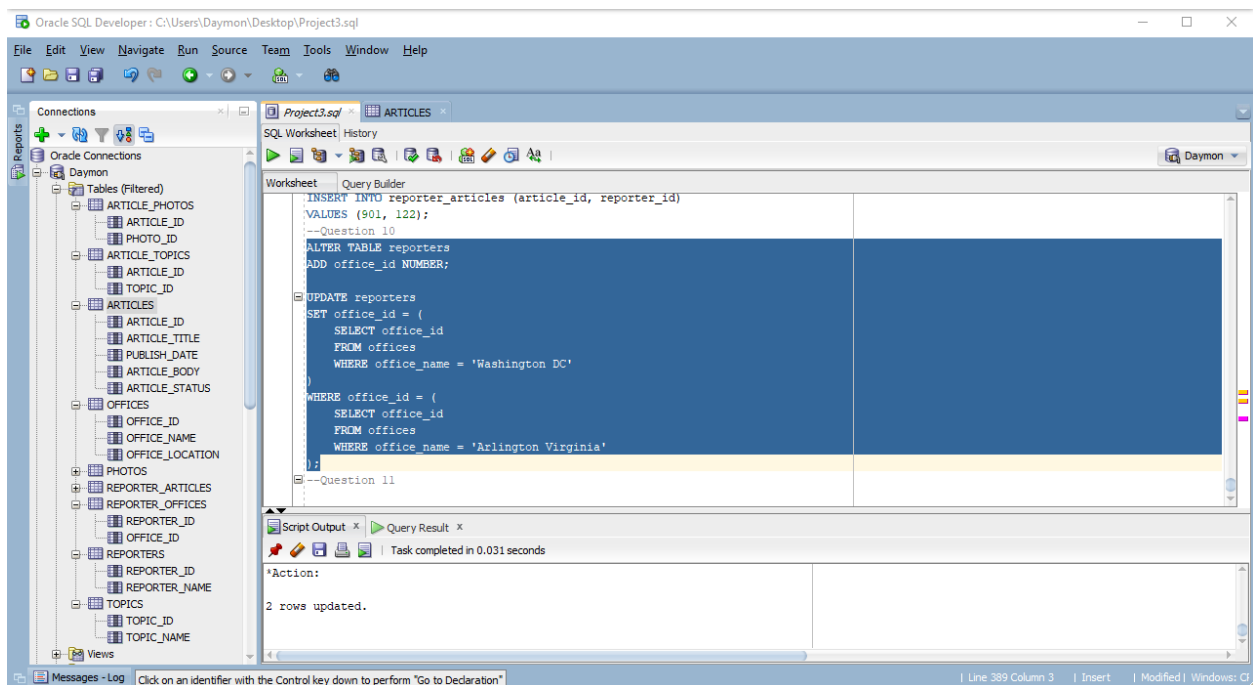 Oracle SQL Developer : C:\Users\Daymon\Desktop\Project3.sql
File Edit View Navigate Run Source Team Tools Window Help
Connections
Project3.sql
ARTICLES
Reports
SQL Worksheet History
Daymon
Worksheet Query Builder
Oracle Connections
Daymon
Tables (Filtered)
ARTICLE_PHOTOS
ARTICLE_ID
PHOTO_ID
ARTICLE_TOPICS
ARTICLE_ID
TOPIC_ID
ARTICLES
ARTICLE_ID
ARTICLE_TITLE
PUBLISH_DATE
ARTICLE_BODY
ARTICLE_STATUS
OFFICES
OFFICE_ID
OFFICE_NAME
OFFICE_LOCATION
PHOTOS
REPORTER_ARTICLES
REPORTER_OFFICES
REPORTER_ID
OFFICE_ID
REPORTERS
REPORTER_ID
REPORTER_NAME
TOPICS
TOPIC_ID
TOPIC_NAME
Views
INSERT INTO reporter_articles (article_id, reporter_id)
VALUES (901, 122);
--Question 10
ALTER TABLE reporters
ADD office_id NUMBER;
UPDATE reporters
SET office_id = (
SELECT office_id
FROM offices
WHERE office_name = 'Washington DC'
)
WHERE office_id = (
SELECT office_id
FROM offices
WHERE office_name = 'Arlington Virginia'
);
--Question 11
Script Output x Query Result x
Task completed in 0.031 seconds
*Action:
2 rows updated.
Messages - Log
Click on an identifier with the Control key down to perform "Go to Declaration"
Line 389 Column 3 | Insert | Modified | Windows: C